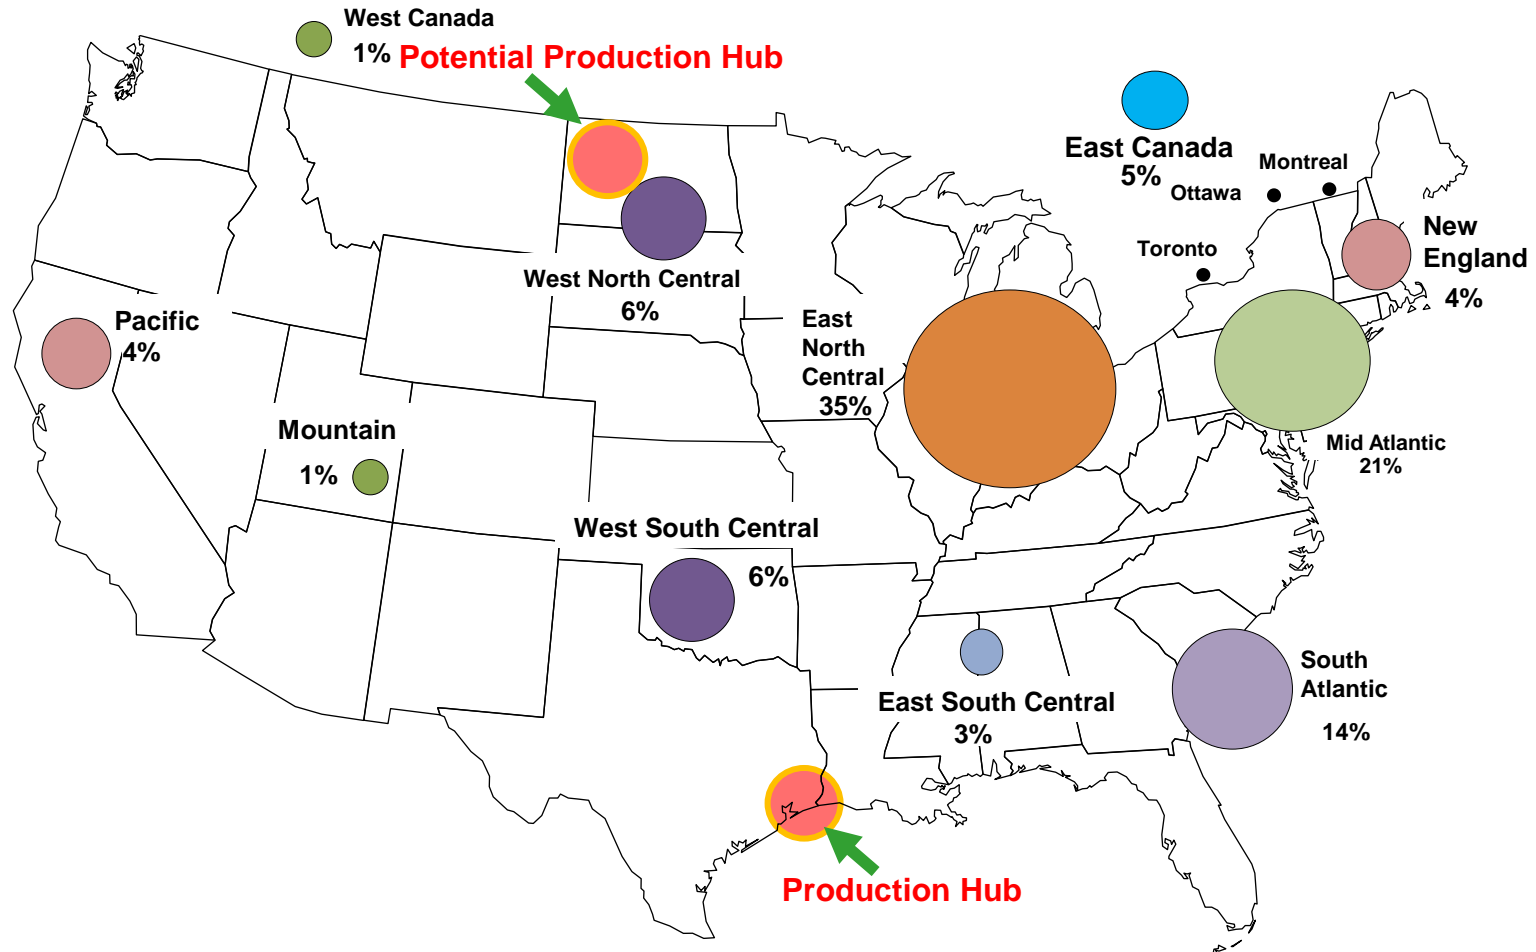 West Canada
1%
Potential Production Hub
East Canada
5%
Montreal
Ottawa
Toronto
New
England
4%
West North Central
6%
Pacific
4%
East
North
Central
35%
Mountain
1%
Mid Atlantic
21%
West South Central
6%
South
Atlantic
14%
East South Central
3%
Production Hub